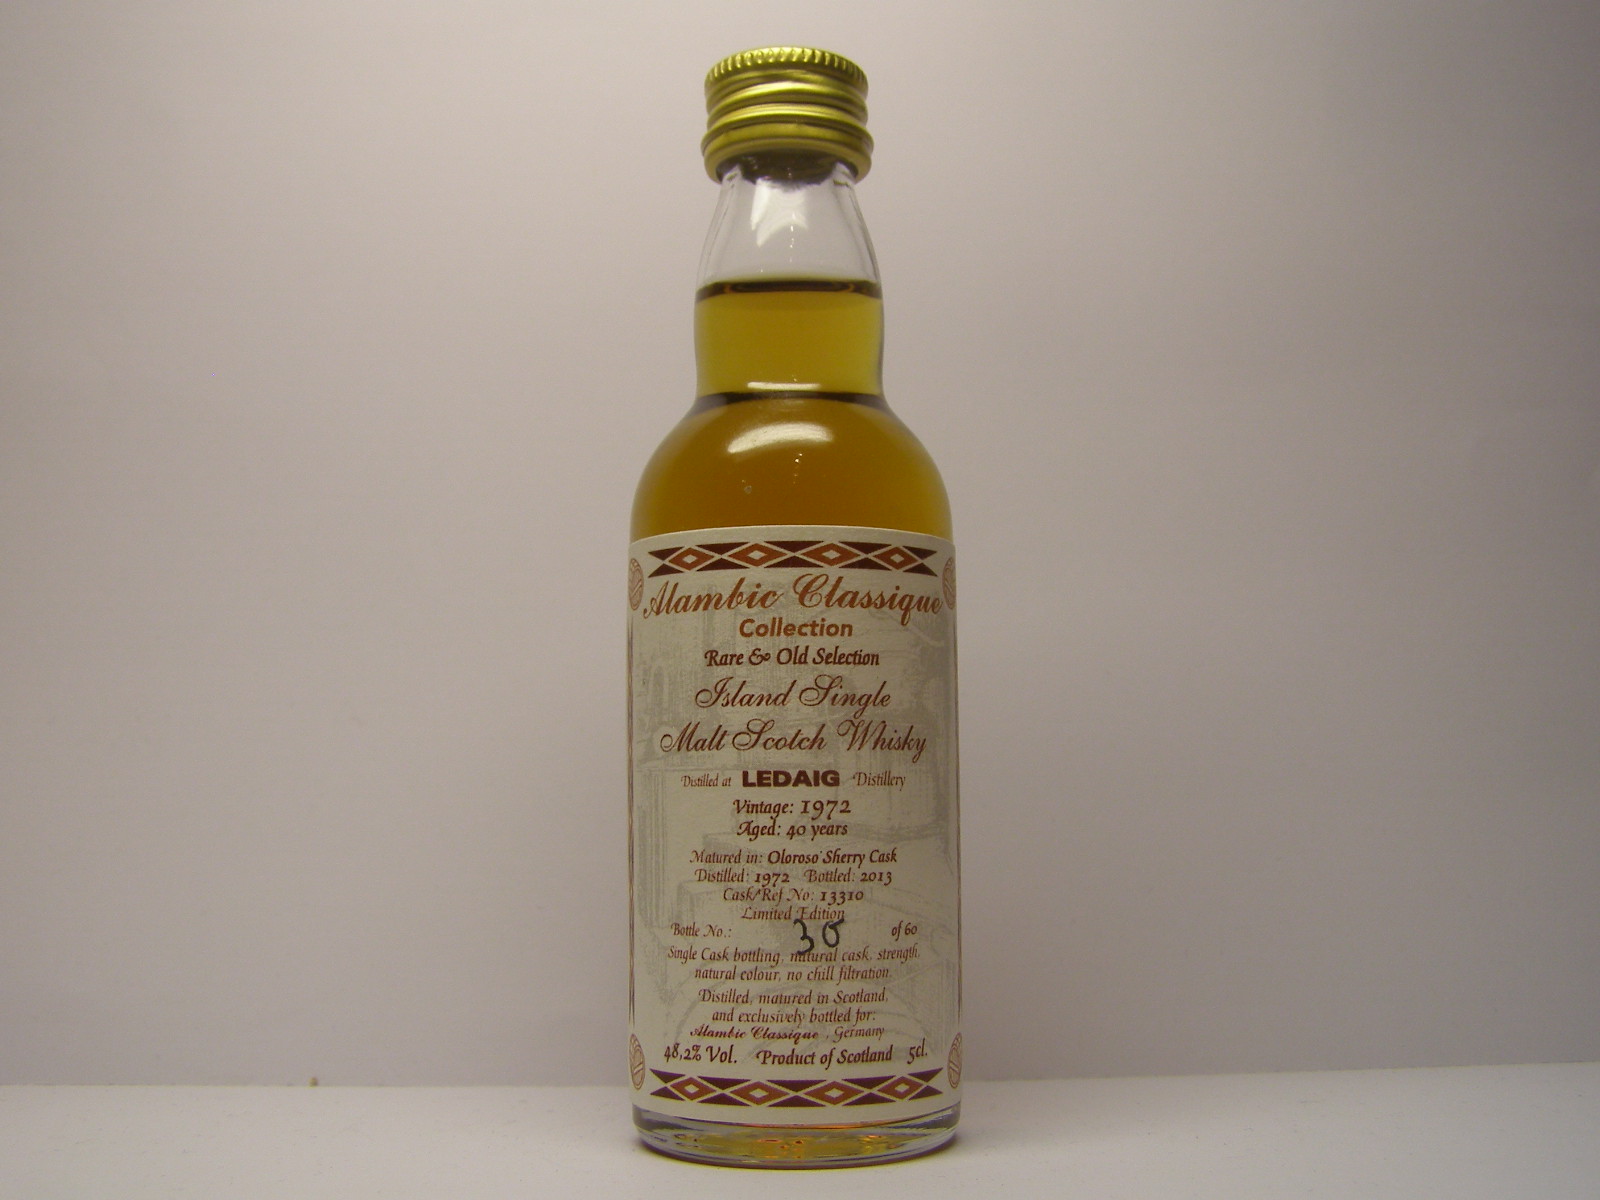 Alambic Classique
Collection
Rare & Old Selection
Island Single
Malt Scotch Whisky
Distilled at LEDAIG Distillery
Vintage: 1972
Aged: 40 years
Matured in: Oloroso Sherry Cask
Distilled: 1972 Bottled: 2013
Cask/Ref No: 13310
Limited Edition
Bottle No.: 30 of 60
Single Cask bottling, natural cask, strength,
natural colour, no chill filtration.
Distilled, matured in Scotland,
and exclusively bottled for:
Alambic Classique, Germany
48,2% Vol. Product of Scotland 5cl.